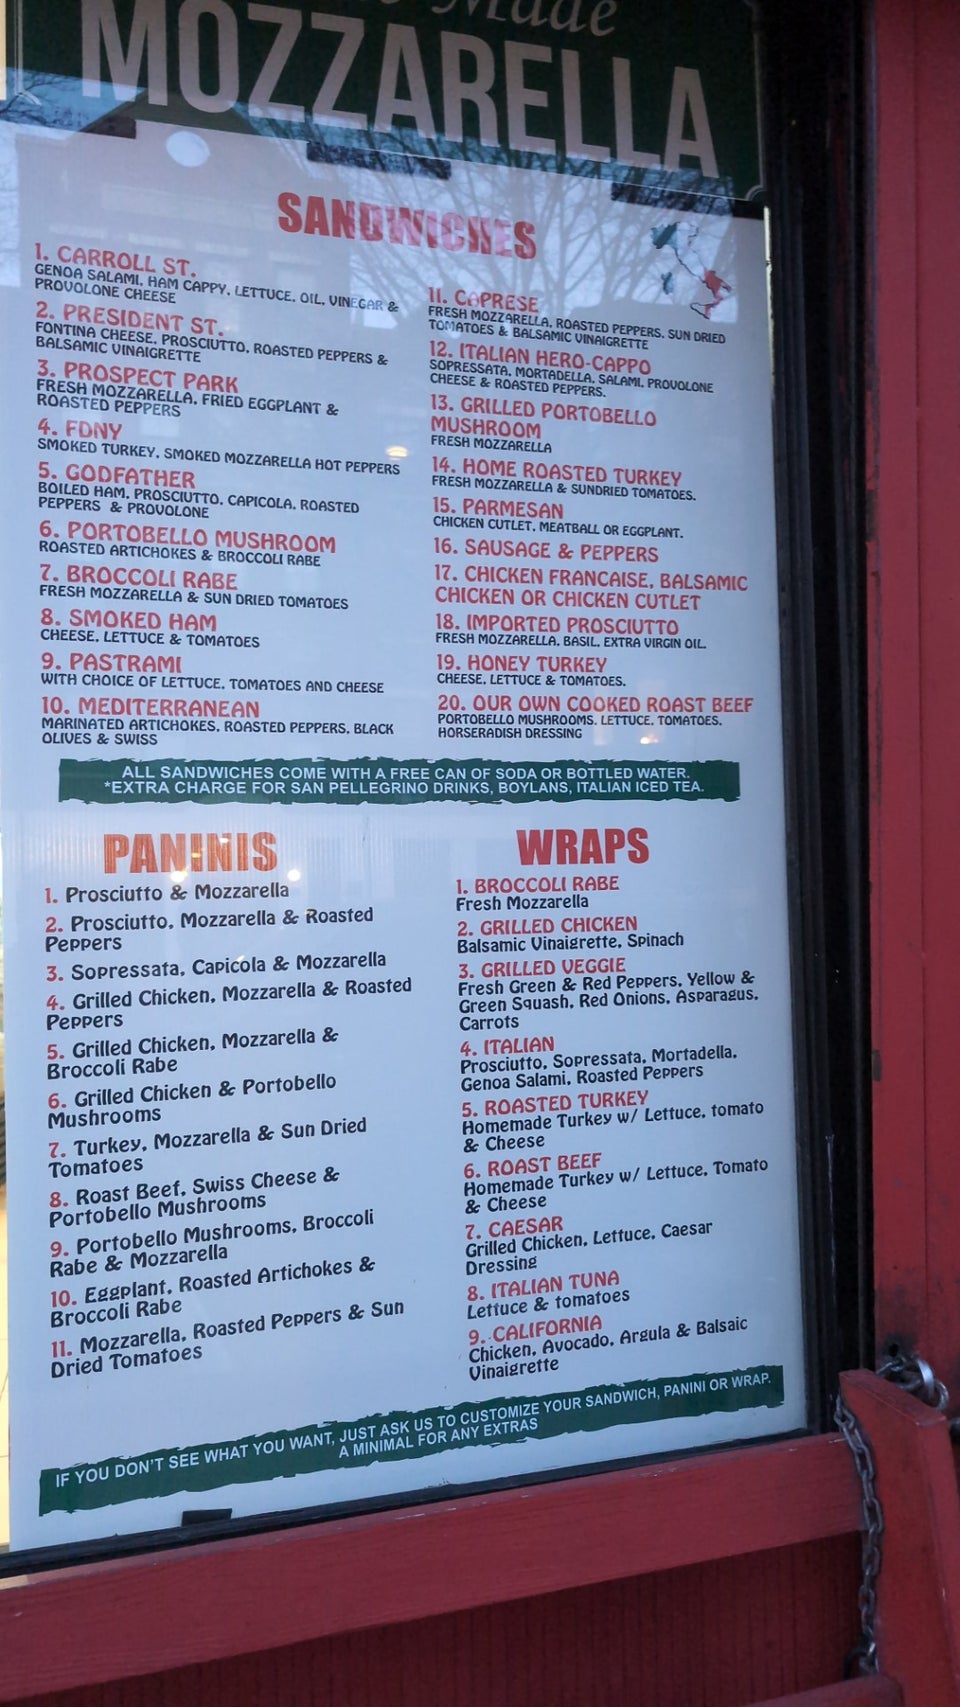 Made
MOZZARELLA
SANDWICHES
1. CARROLL ST.
GENOA SALAMI, HAM CAPPY, LETTUCE, OIL, VINEGAR &
PROVOLONE CHEESE
2. PRESIDENT ST.
FONTINA CHEESE, PROSCIUTTO, ROASTED PEPPERS &
BALSAMIC VINAIGRETTE
3. PROSPECT PARK
FRESH MOZZARELLA, FRIED EGGPLANT &
ROASTED PEPPERS
4. FDNY
SMOKED TURKEY, SMOKED MOZZARELLA HOT PEPPERS
5. GODFATHER
BOILED HAM, PROSCIUTTO, CAPICOLA, ROASTED
PEPPERS & PROVOLONE
6. PORTOBELLO MUSHROOM
ROASTED ARTICHOKES & BROCCOLI RABE
7. BROCCOLI RABE
FRESH MOZZARELLA & SUN DRIED TOMATOES
8. SMOKED HAM
CHEESE, LETTUCE & TOMATOES
9. PASTRAMI
WITH CHOICE OF LETTUCE, TOMATOES AND CHEESE
10. MEDITERRANEAN
MARINATED ARTICHOKES, ROASTED PEPPERS, BLACK
OLIVES & SWISS
11. CAPRESE
FRESH MOZZARELLA, ROASTED PEPPERS, SUN DRIED
TOMATOES & BALSAMIC VINAIGRETTE
12. ITALIAN HERO-CAPPO
SOPRESSATA, MORTADELLA, SALAMI, PROVOLONE
CHEESE & ROASTED PEPPERS.
13. GRILLED PORTOBELLO
MUSHROOM
FRESH MOZZARELLA
14. HOME ROASTED TURKEY
FRESH MOZZARELLA & SUNDRIED TOMATOES.
15. PARMESAN
CHICKEN CUTLET, MEATBALL OR EGGPLANT.
16. SAUSAGE & PEPPERS
17. CHICKEN FRANCAISE, BALSAMIC
CHICKEN OR CHICKEN CUTLET
18. IMPORTED PROSCIUTTO
FRESH MOZZARELLA, BASIL, EXTRA VIRGIN OIL.
19. HONEY TURKEY
CHEESE, LETTUCE & TOMATOES.
20. OUR OWN COOKED ROAST BEEF
PORTOBELLO MUSHROOMS, LETTUCE, TOMATOES,
HORSERADISH DRESSING
ALL SANDWICHES COME WITH A FREE CAN OF SODA OR BOTTLED WATER.
*EXTRA CHARGE FOR SAN PELLEGRINO DRINKS, BOYLANS, ITALIAN ICED TEA.
PANINIS
1. Prosciutto & Mozzarella
2. Prosciutto, Mozzarella & Roasted
Peppers
3. Sopressata, Capicola & Mozzarella
4. Grilled Chicken, Mozzarella & Roasted
Peppers
5. Grilled Chicken, Mozzarella &
Broccoli Rabe
6. Grilled Chicken & Portobello
Mushrooms
7. Turkey, Mozzarella & Sun Dried
Tomatoes
8. Roast Beef, Swiss Cheese &
Portobello Mushrooms
9. Portobello Mushrooms, Broccoli
Rabe & Mozzarella
10. Eggplant, Roasted Artichokes &
Broccoli Rabe
11. Mozzarella, Roasted Peppers & Sun
Dried Tomatoes
WRAPS
1. BROCCOLI RABE
Fresh Mozzarella
2. GRILLED CHICKEN
Balsamic Vinaigrette, Spinach
3. GRILLED VEGGIE
Fresh Green & Red Peppers, Yellow &
Green Squash, Red Onions, Asparagus,
Carrots
4. ITALIAN
Prosciutto, Sopressata, Mortadella,
Genoa Salami, Roasted Peppers
5. ROASTED TURKEY
Homemade Turkey w/ Lettuce, tomato
& Cheese
6. ROAST BEEF
Homemade Turkey w/ Lettuce, Tomato
& Cheese
7. CAESAR
Grilled Chicken, Lettuce, Caesar
Dressing
8. ITALIAN TUNA
Lettuce & tomatoes
9. CALIFORNIA
Chicken, Avocado, Argula & Balsaic
Vinaigrette
IF YOU DON'T SEE WHAT YOU WANT, JUST ASK US TO CUSTOMIZE YOUR SANDWICH, PANINI OR WRAP.
A MINIMAL FOR ANY EXTRAS